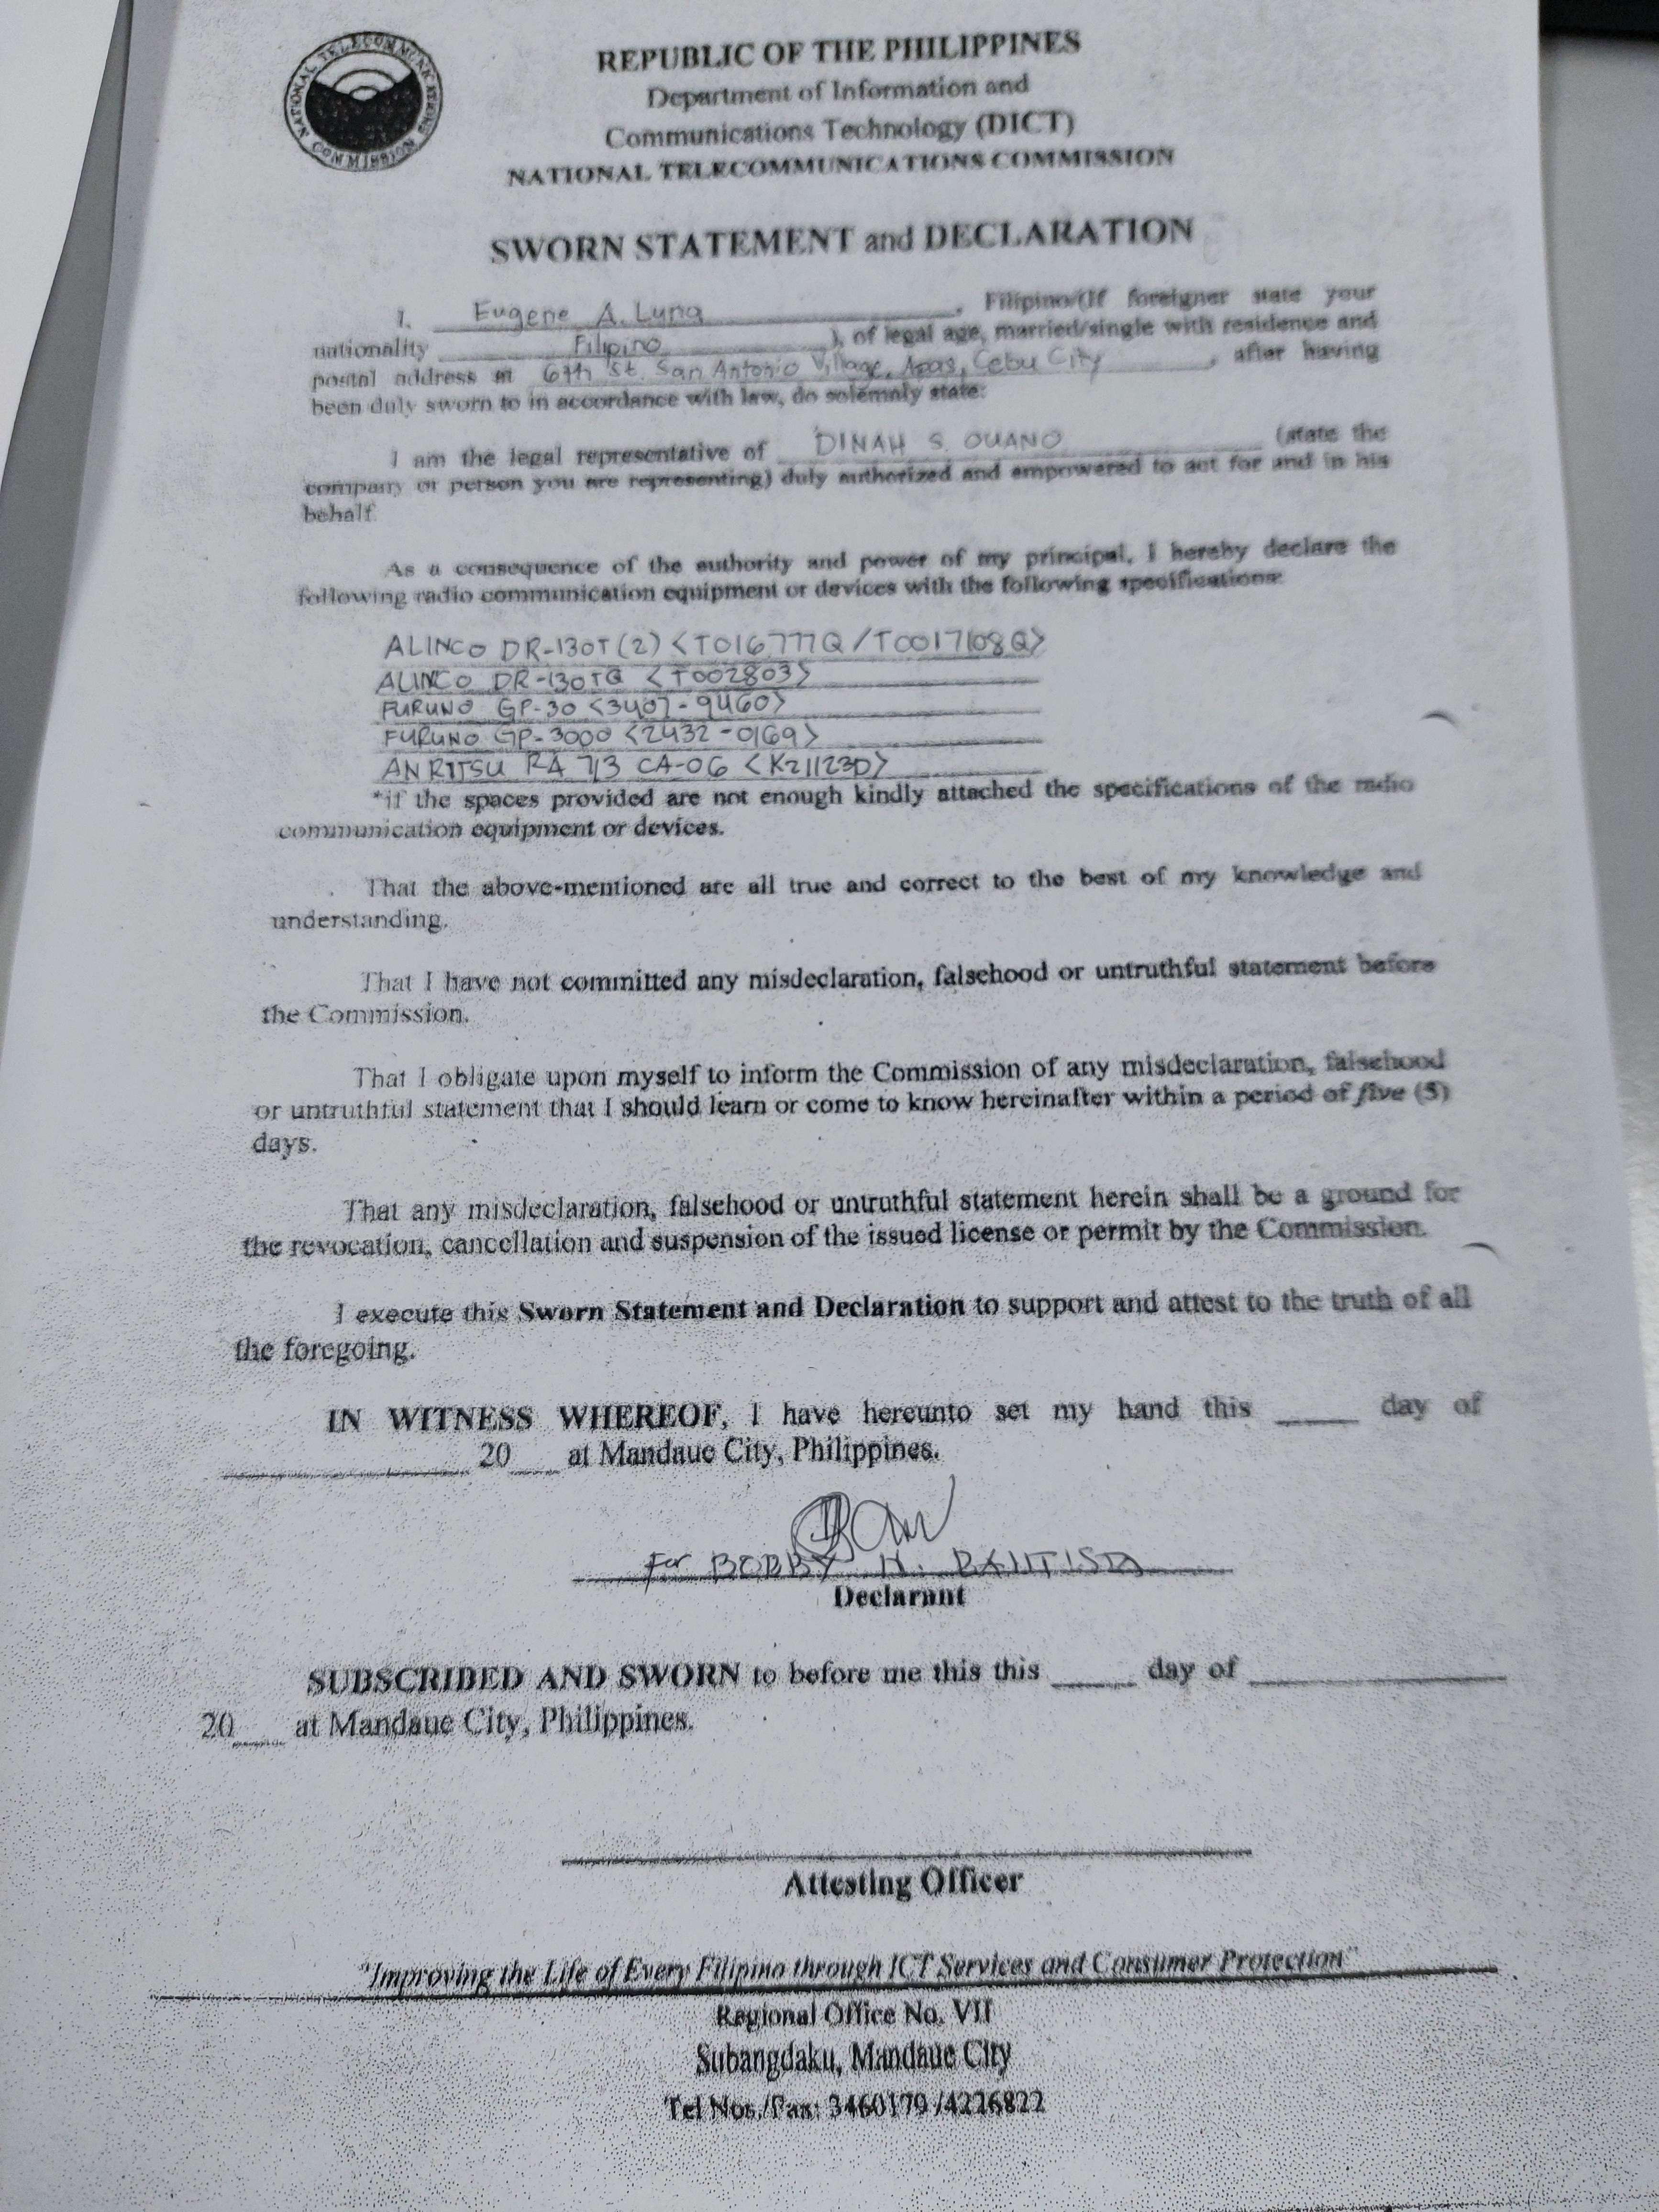 NATIONAL TELECOMMUNICATIONS COMMISSION
REPUBLIC OF THE PHILIPPINES
Department of Information and
Communications Technology (DICT)
NATIONAL TELECOMMUNICATIONS COMMISSION
SWORN STATEMENT and DECLARATION
I, Eugene A. Luna, Filipino/(If foreigner state your
nationality Filipino), of legal age, married/single with residence and
postal address at 6th St. San Antonio Village, Apas, Cebu City, after having
been duly sworn to in accordance with law, do solemnly state:
I am the legal representative of DINAH S. OUANO (state the
company or person you are representing) duly authorized and empowered to act for and in his
behalf.
As a consequence of the authority and power of my principal, I hereby declare the
following radio communication equipment or devices with the following specifications:
ALINCO DR-130T (2) <T016777Q/T0017108Q>
ALINCO DR-130TQ <T002803>
FURUNO GP-30 <3407-9460>
FURUNO GP-3000 <2432-0169>
ANRITSU RA 713 CA-06 <K21123D>
*if the spaces provided are not enough kindly attached the specifications of the radio
communication equipment or devices.
That the above-mentioned are all true and correct to the best of my knowledge and
understanding.
That I have not committed any misdeclaration, falsehood or untruthful statement before
the Commission.
That I obligate upon myself to inform the Commission of any misdeclaration, falsehood
or untruthful statement that I should learn or come to know hereinafter within a period of five (5)
days.
That any misdeclaration, falsehood or untruthful statement herein shall be a ground for
the revocation, cancellation and suspension of the issued license or permit by the Commission.
I execute this Sworn Statement and Declaration to support and attest to the truth of all
the foregoing.
IN WITNESS WHEREOF, I have hereunto set my hand this ____ day of
____ 20__ at Mandaue City, Philippines.
For BOBBY N. BAUTISTA
Declarant
SUBSCRIBED AND SWORN to before me this this ____ day of ____
20__ at Mandaue City, Philippines.
Attesting Officer
"Improving the Life of Every Filipino through ICT Services and Consumer Protection"
Regional Office No. VII
Subangdaku, Mandaue City
Tel Nos./Fax: 3460179 /4226822